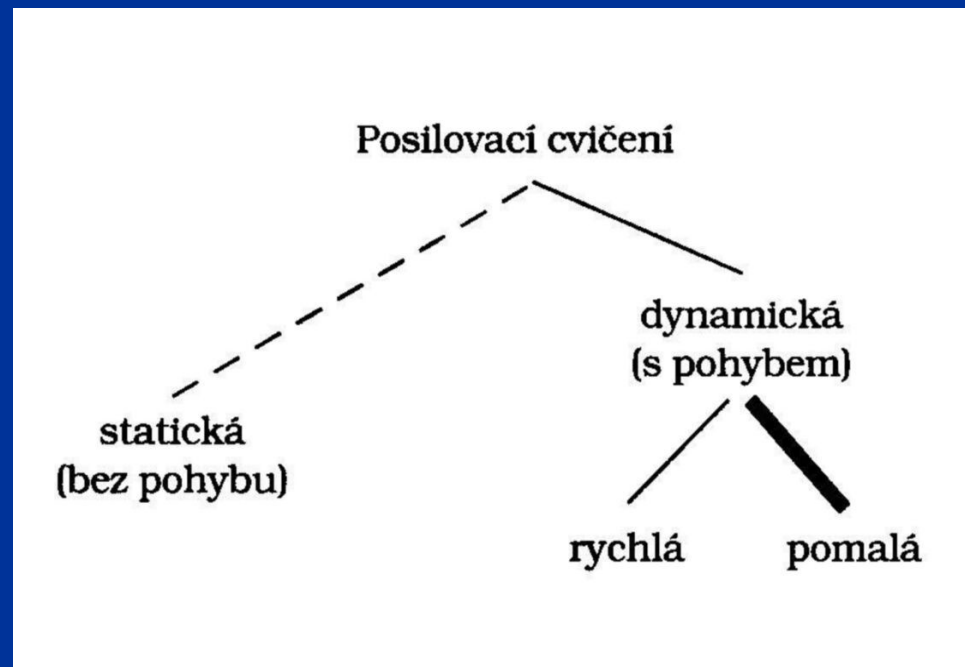 Posilovací cvičení
dynamická
(s pohybem)
statická
(bez pohybu)
rychlá
pomalá